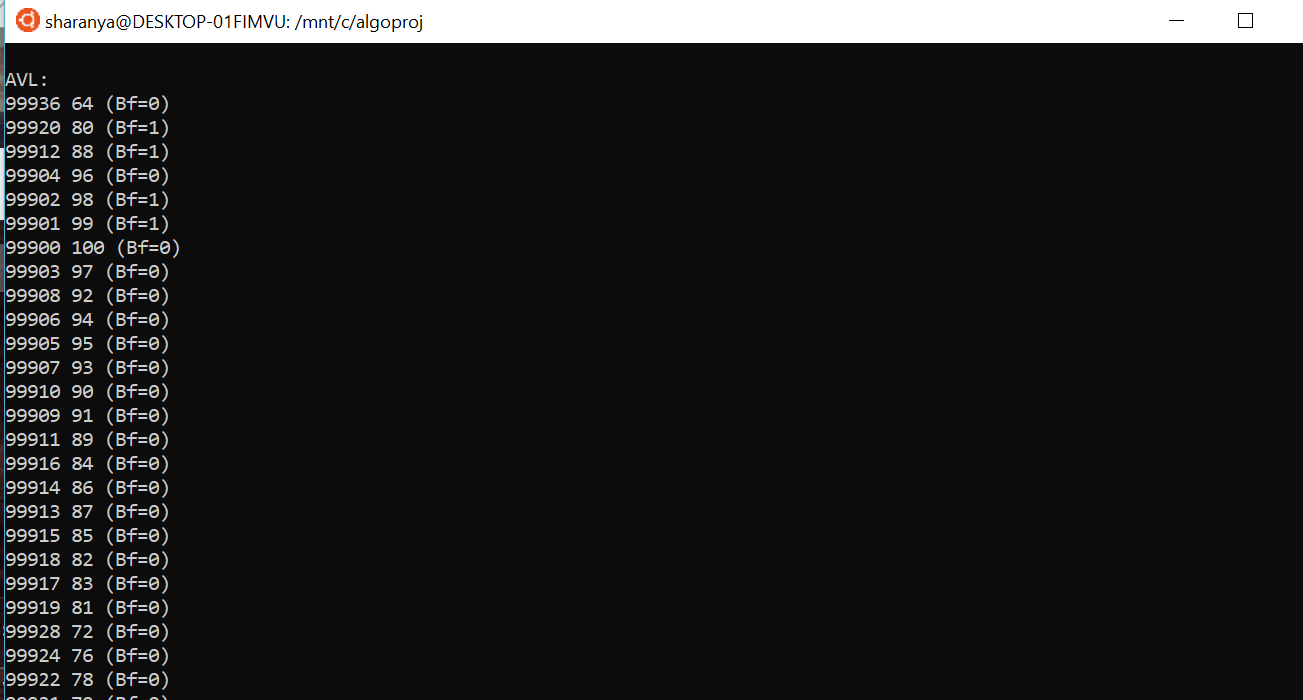 sharanya@DESKTOP-01FIMVU: /mnt/c/algoproj
AVL:
99936 64 (Bf=0)
99920 80 (Bf=1)
99912 88 (Bf=1)
99904 96 (Bf=0)
99902 98 (Bf=1)
99901 99 (Bf=1)
99900 100 (Bf=0)
99903 97 (Bf=0)
99908 92 (Bf=0)
99906 94 (Bf=0)
99905 95 (Bf=0)
99907 93 (Bf=0)
99910 90 (Bf=0)
99909 91 (Bf=0)
99911 89 (Bf=0)
99916 84 (Bf=0)
99914 86 (Bf=0)
99913 87 (Bf=0)
99915 85 (Bf=0)
99918 82 (Bf=0)
99917 83 (Bf=0)
99919 81 (Bf=0)
99928 72 (Bf=0)
99924 76 (Bf=0)
99922 78 (Bf=0)